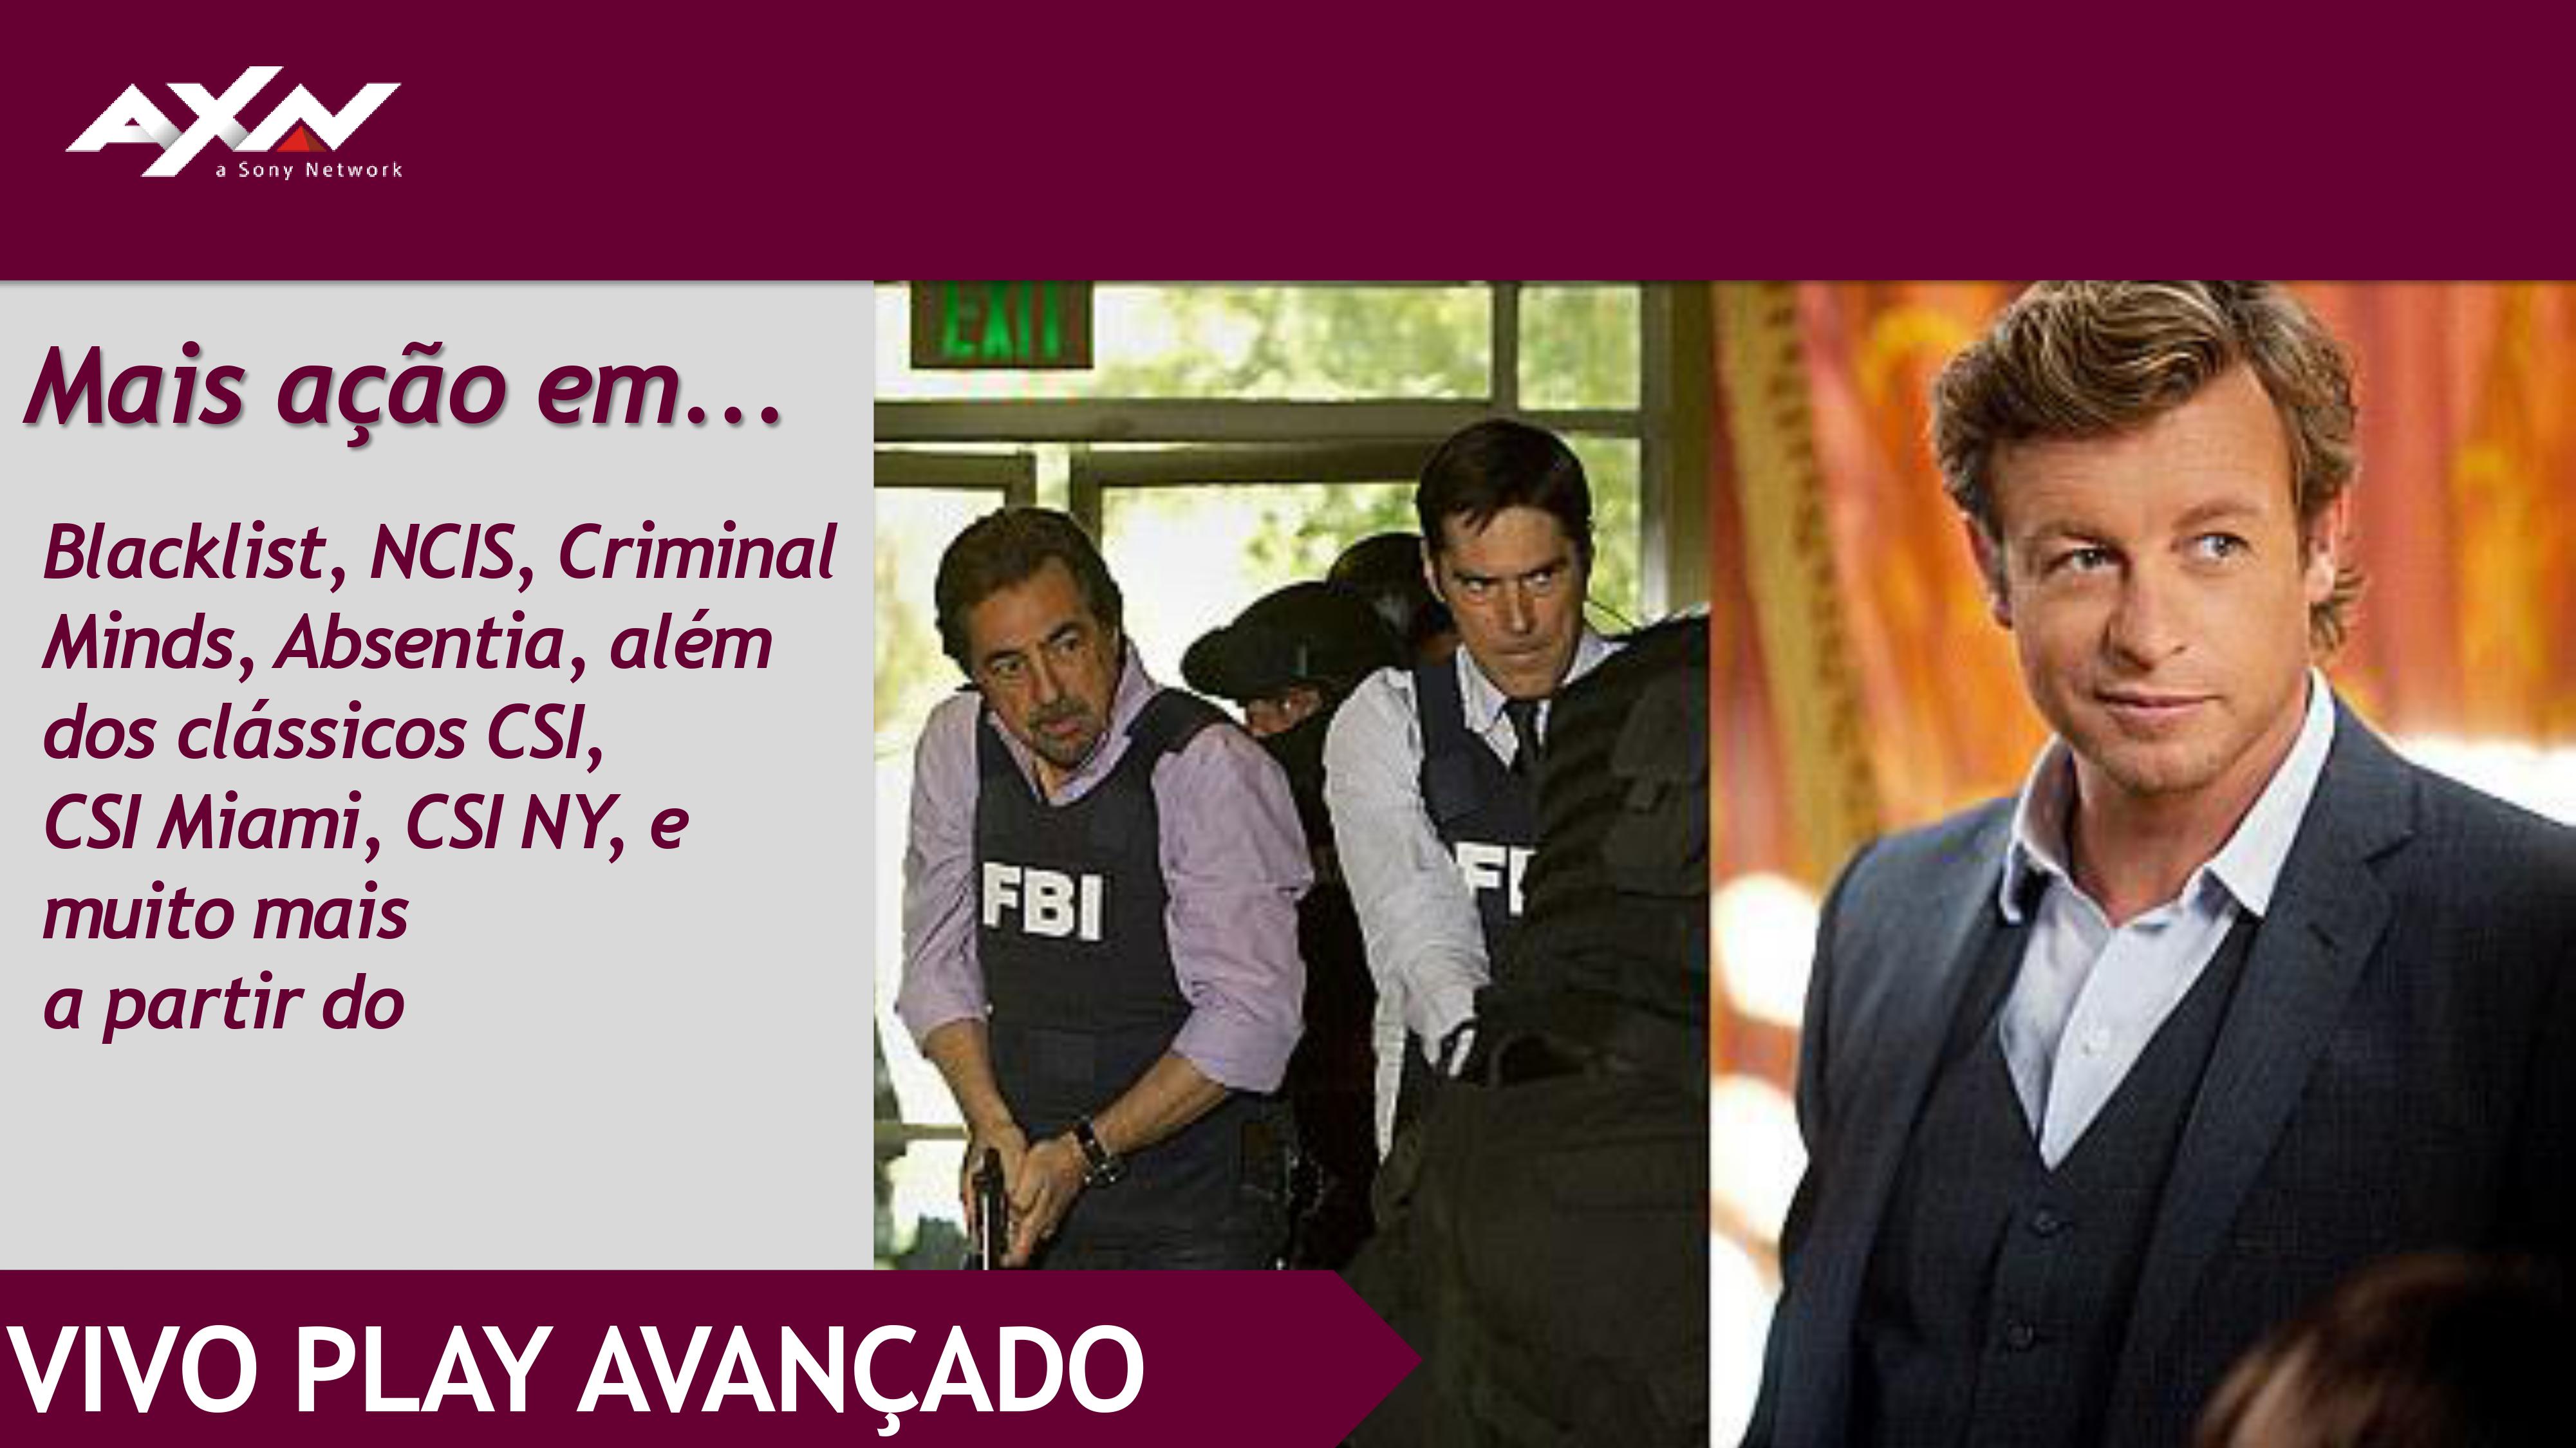 AXN
a Sony Network
Mais ação em...
Blacklist, NCIS, Criminal
Minds, Absentia, além
dos clássicos CSI,
CSI Miami, CSI NY, e
muito mais
a partir do
EXIT
FBI
VIVO PLAY AVANÇADO